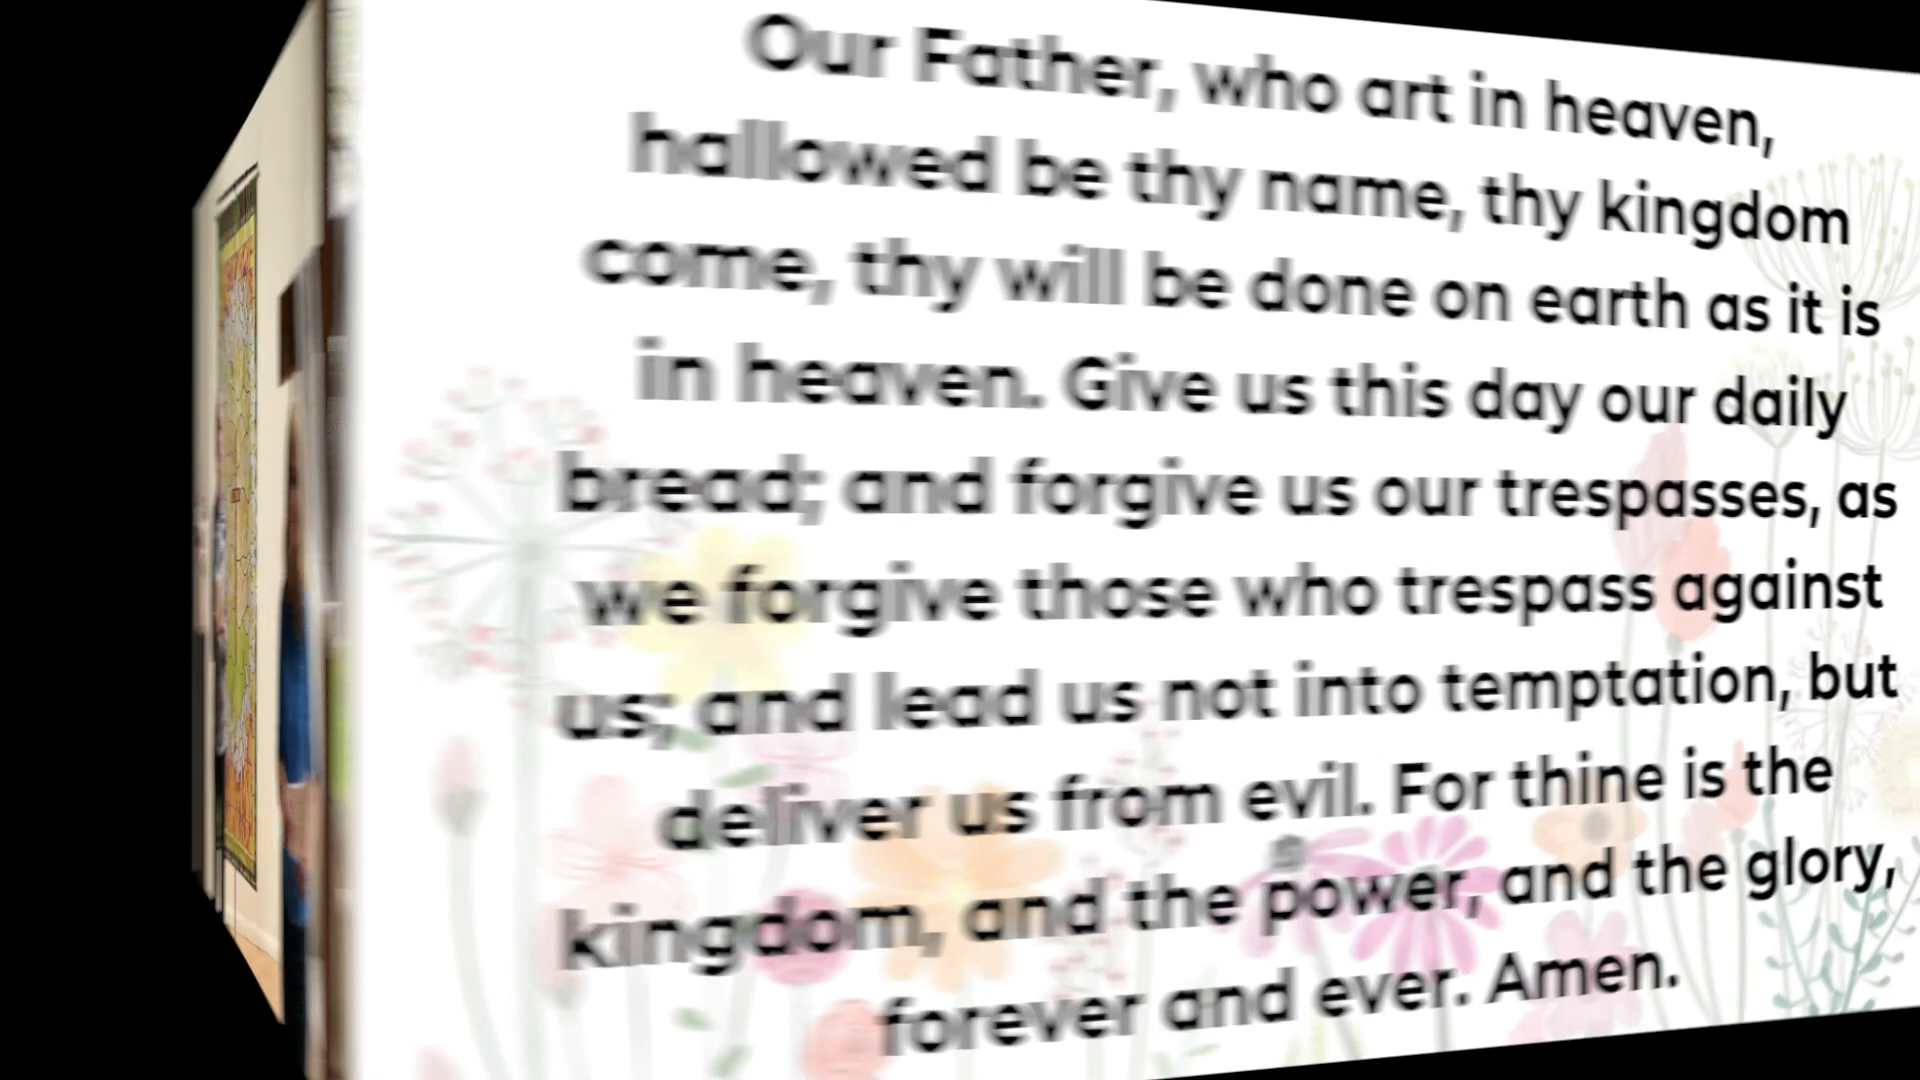 Our Father, who art in heaven,
hallowed be thy name, thy kingdom
come, thy will be done on earth as it is
in heaven. Give us this day our daily
bread; and forgive us our trespasses, as
we forgive those who trespass against
us; and lead us not into temptation, but
deliver us from evil. For thine is the
kingdom, and the power, and the glory,
forever and ever. Amen.